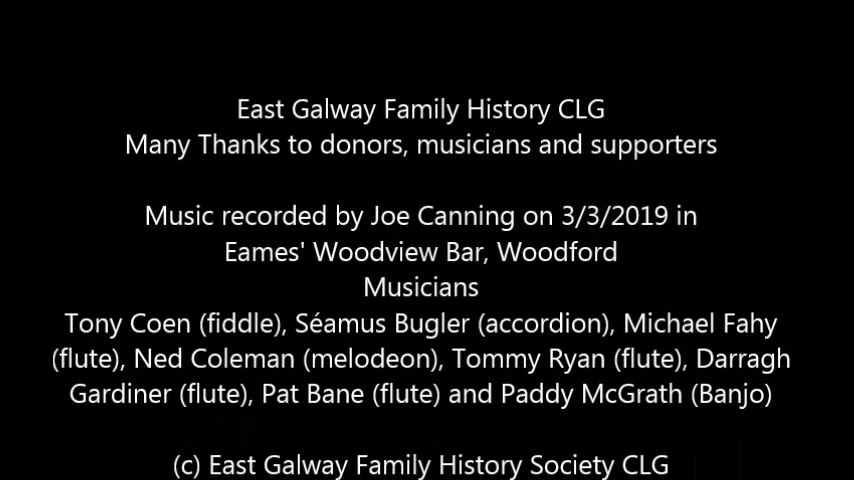 East Galway Family History CLG
Many Thanks to donors, musicians and supporters
Music recorded by Joe Canning on 3/3/2019 in
Eames' Woodview Bar, Woodford
Musicians
Tony Coen (fiddle), Séamus Bugler (accordion), Michael Fahy
(flute), Ned Coleman (melodeon), Tommy Ryan (flute), Darragh
Gardiner (flute), Pat Bane (flute) and Paddy McGrath (Banjo)
(c) East Galway Family History Society CLG